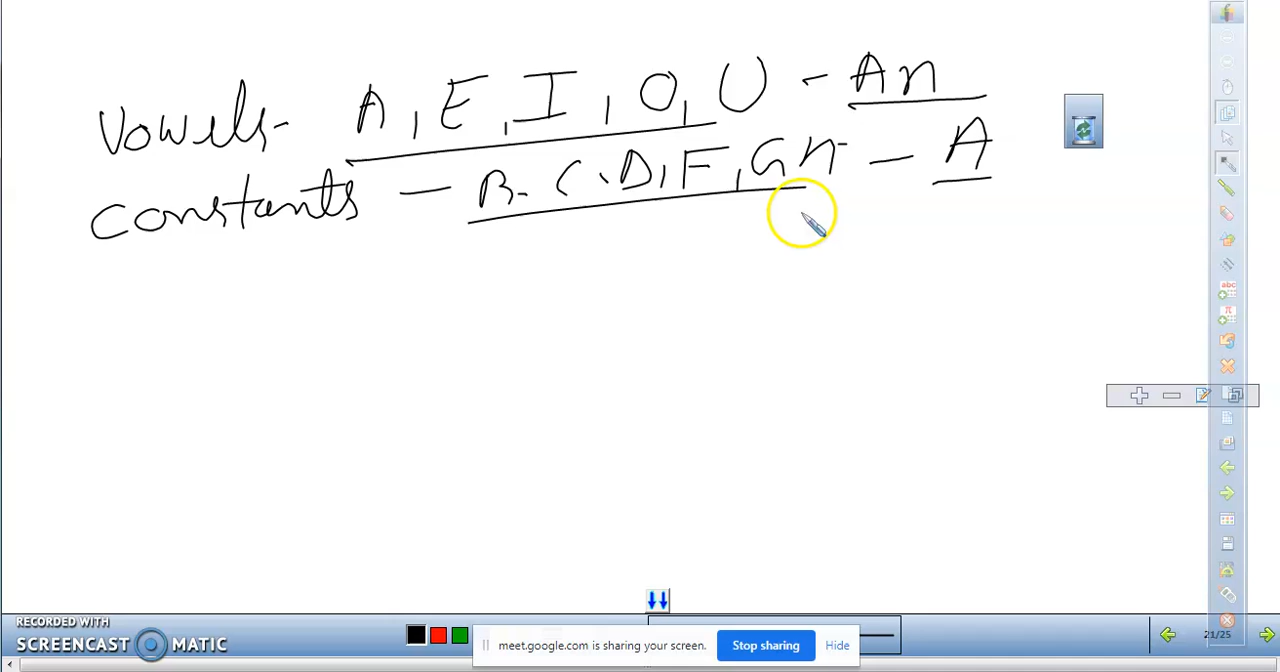 Vowels- A, E, I, O, U - An
constants - B. C. D, F, G - A
abc
π
21/25
RECORDED WITH
SCREENCAST MATIC
meet.google.com is sharing your screen.
Stop sharing
Hide